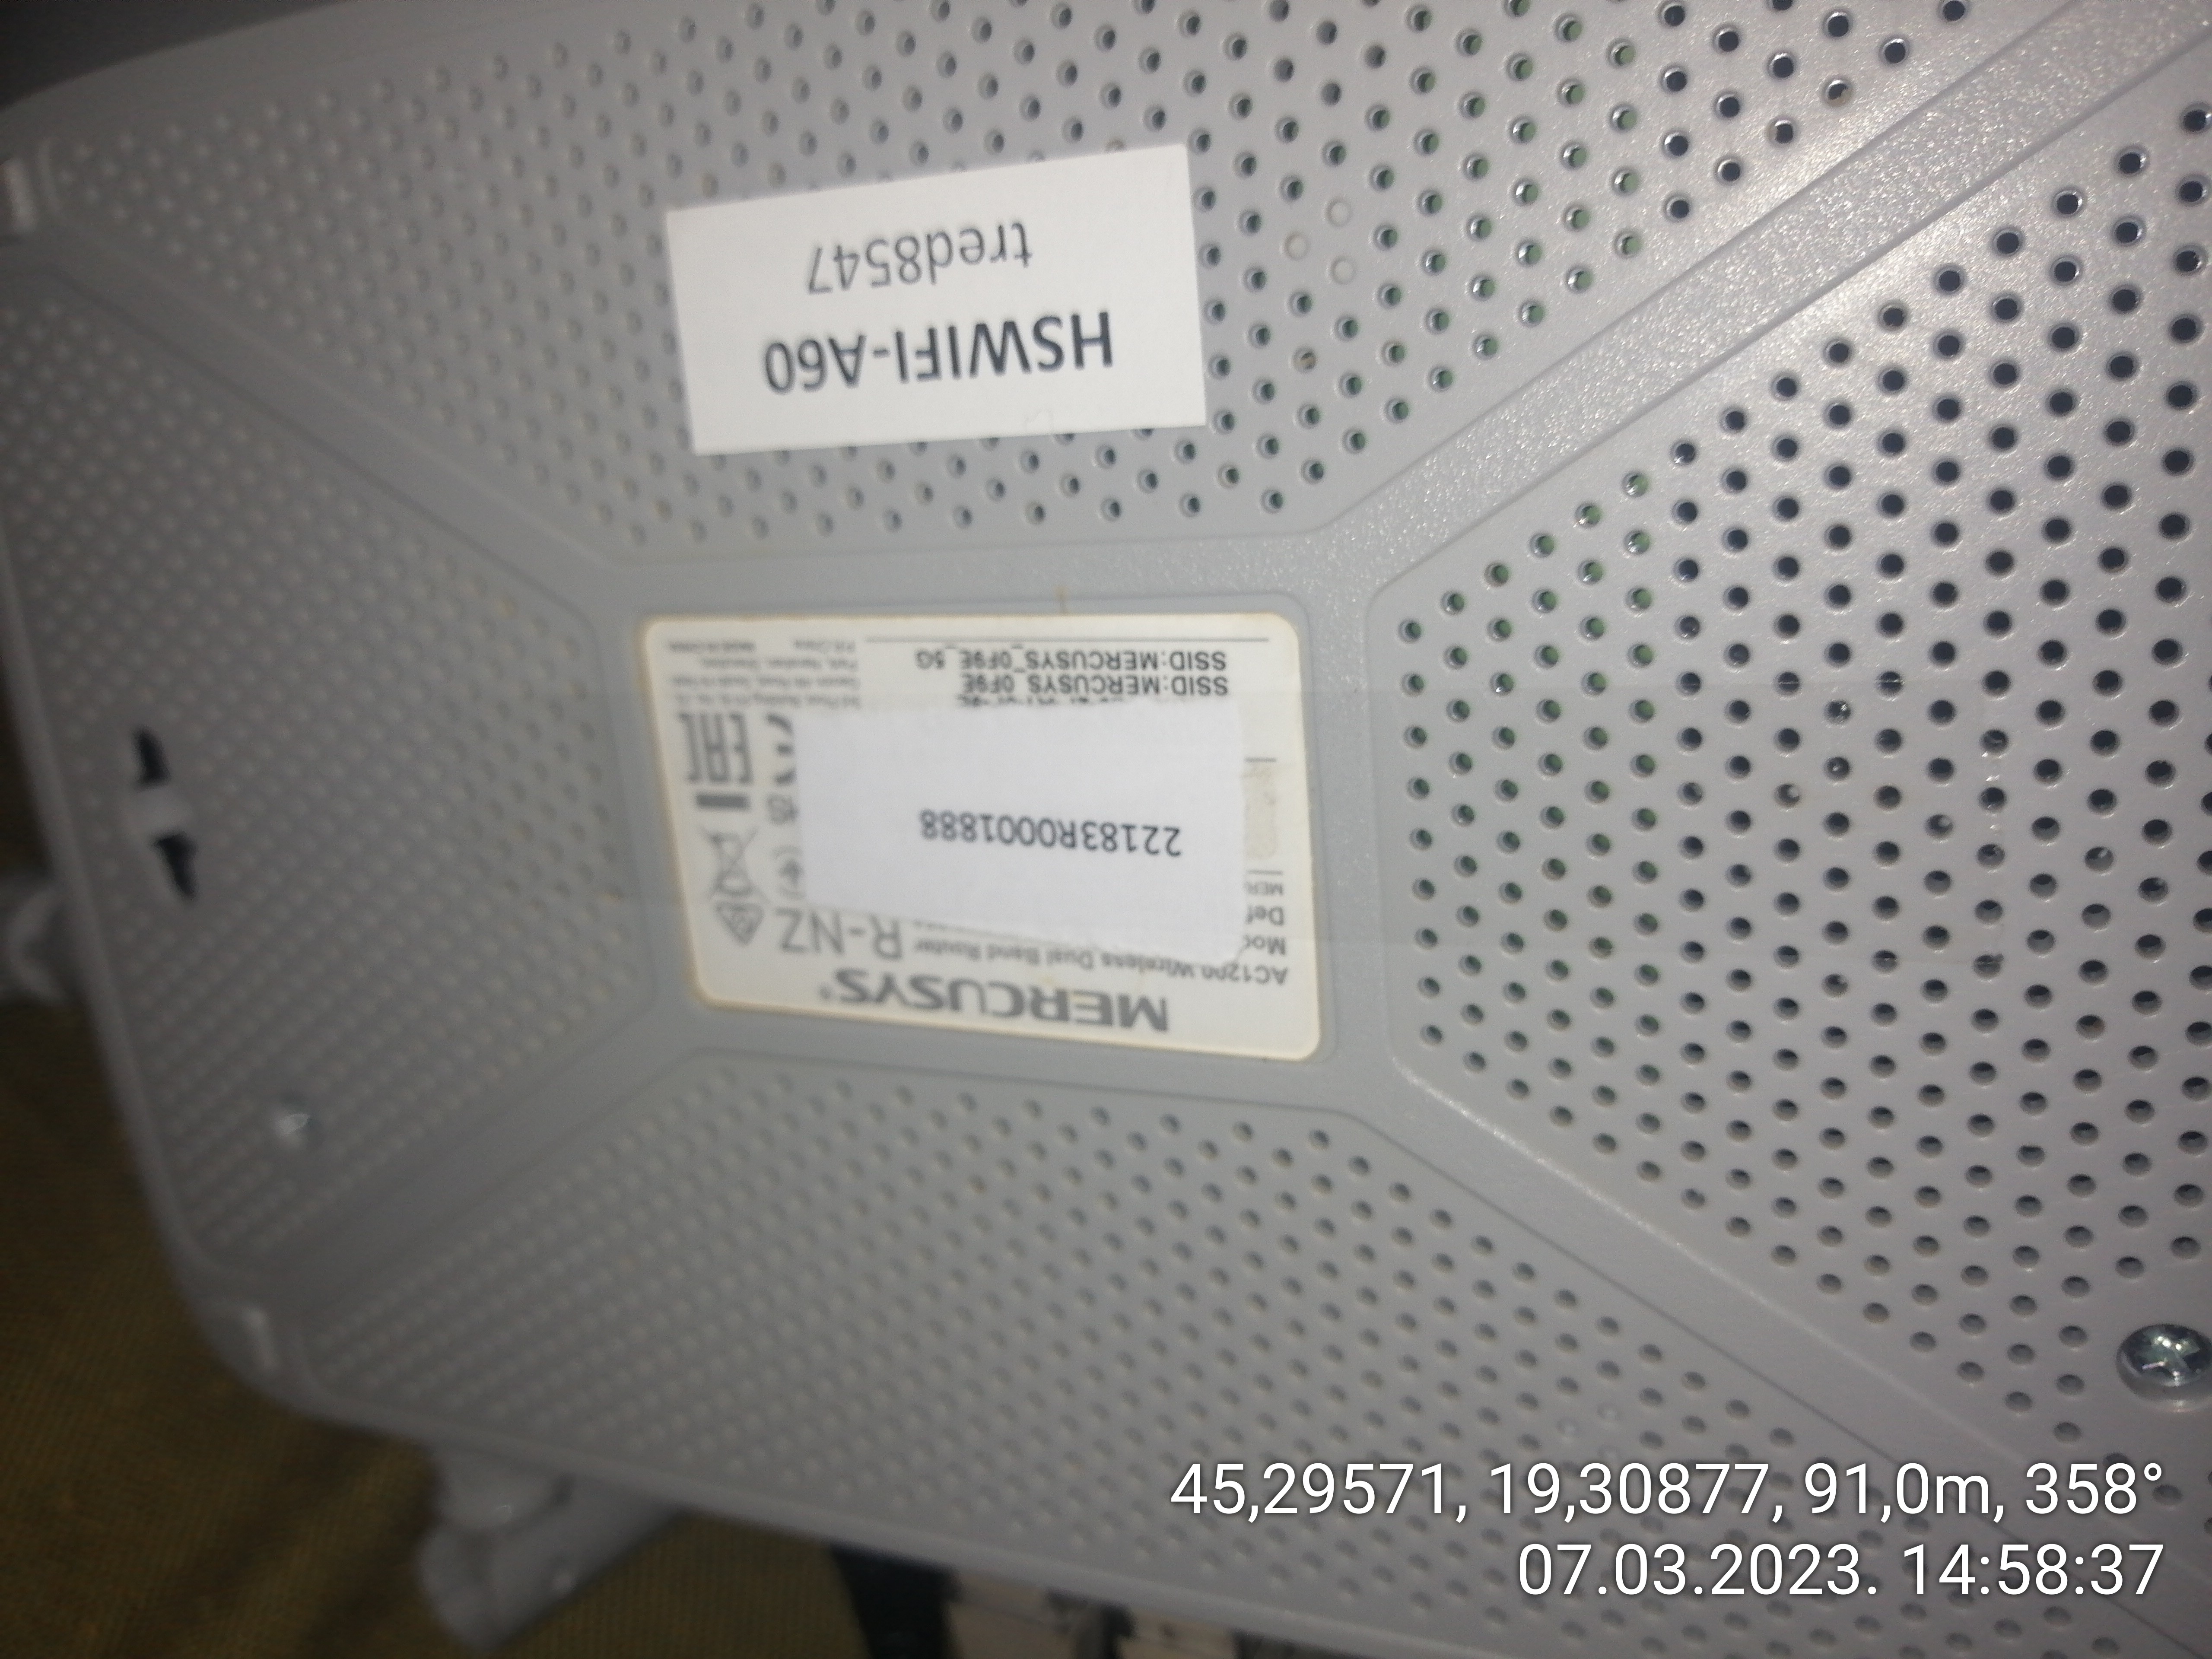 HSWIFI-A60
tred8547
MERCUSYS®
AC1200 Wireless Dual Band Router
R-NZ
22183R0001888
EAC
SSID:MERCUSYS_0F9E
SSID:MERCUSYS_0F9E_5G
45,29571, 19,30877, 91,0m, 358°
07.03.2023. 14:58:37